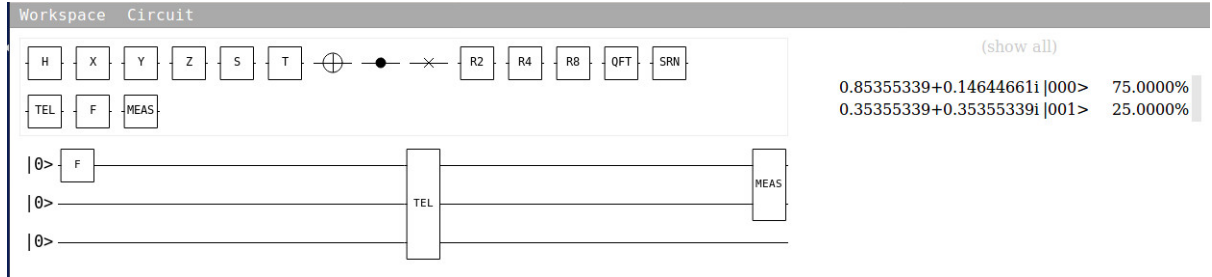 Workspace Circuit
(show all)
H X Y Z S T R2 R4 R8 QFT SRN
TEL F MEAS
0.85355339+0.14644661i |000> 75.0000%
0.35355339+0.35355339i |001> 25.0000%
|0> F
MEAS
|0> TEL
|0>